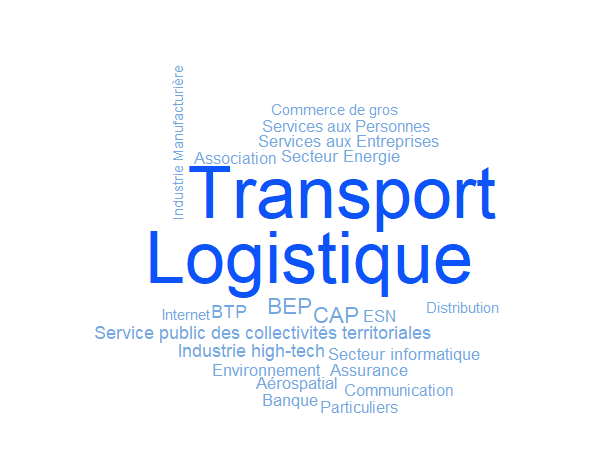 Industrie Manufacturière
Commerce de gros
Services aux Personnes
Services aux Entreprises
Association Secteur Energie
Transport
Logistique
Internet BTP BEP CAP ESN Distribution
Service public des collectivités territoriales
Industrie high-tech Secteur informatique
Environnement Assurance
Aérospatial Communication
Banque Particuliers